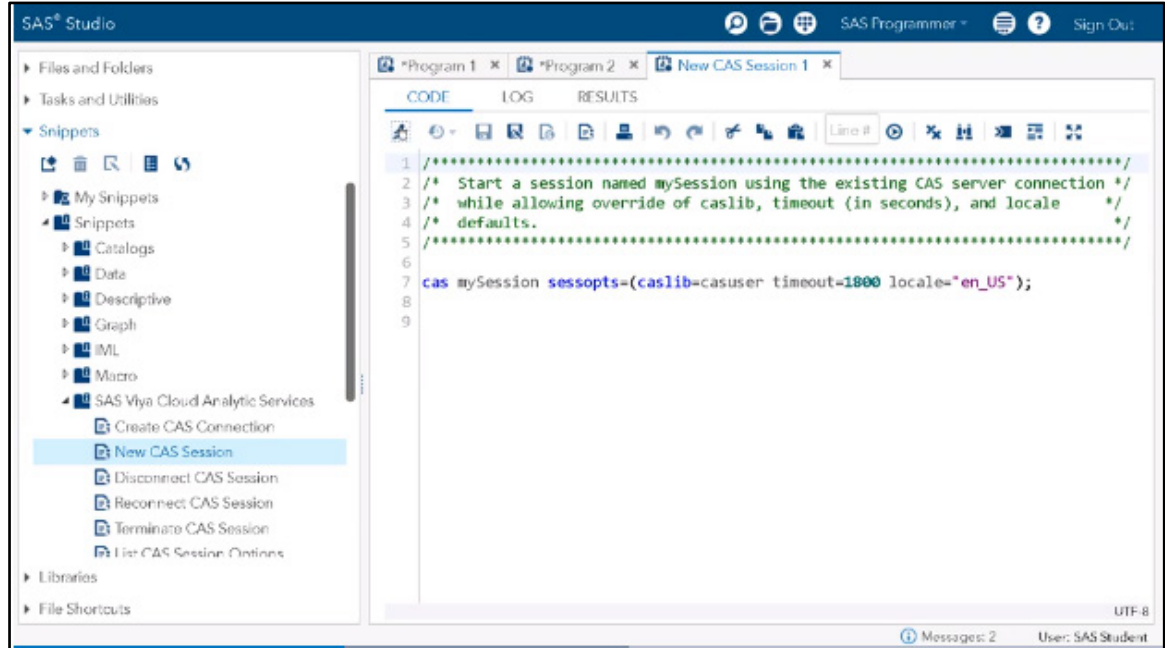 SAS® Studio
SAS Programmer
Sign Out
Files and Folders
Tasks and Utilities
Snippets
My Snippets
Snippets
Catalogs
Data
Descriptive
Graph
IML
Macro
SAS Viya Cloud Analytic Services
Create CAS Connection
New CAS Session
Disconnect CAS Session
Reconnect CAS Session
Terminate CAS Session
List CAS Session Options
Libraries
File Shortcuts
*Program 1
*Program 2
New CAS Session 1
CODE LOG RESULTS
Line #
1 /******************************************************************************/
2 /* Start a session named mySession using the existing CAS server connection */
3 /* while allowing override of caslib, timeout (in seconds), and locale */
4 /* defaults. */
5 /******************************************************************************/
6
7 cas mySession sessopts=(caslib=casuser timeout=1800 locale="en_US");
8
9
UTF-8
Messages: 2
User: SAS Student